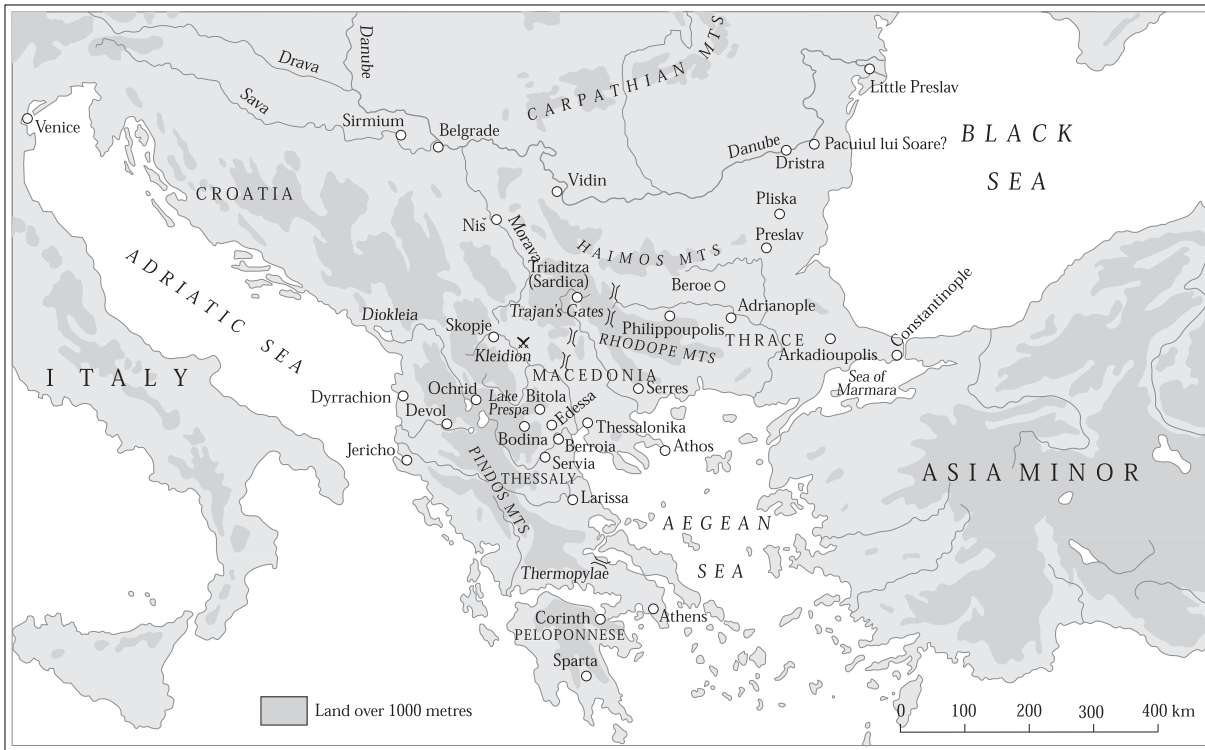 Danube
Drava
Sava
CARPATHIAN MTS
Little Preslav
Venice
Sirmium
Belgrade
BLACK
SEA
Danube
Pacuiul lui Soare?
Dristra
Vidin
CROATIA
Pliska
Niš
Morava
Preslav
HAIMOS MTS
ADRIATIC SEA
Triaditza
(Sardica)
Beroe
Constantinople
Trajan's Gates
Adrianople
Diokleia
Skopje
Philippoupolis
THRACE
Kleidion
RHODOPE MTS
Arkadioupolis
ITALY
MACEDONIA
Sea of
Marmara
Dyrrachion
Ochrid
Lake
Prespa
Bitola
Serres
Devol
Edessa
Thessalonika
Bodina
Berroia
Athos
Jericho
Servia
PINDOS MTS
THESSALY
ASIA MINOR
Larissa
AEGEAN
SEA
Thermopylae
Corinth
Athens
PELOPONNESE
Sparta
Land over 1000 metres
0 100 200 300 400 km